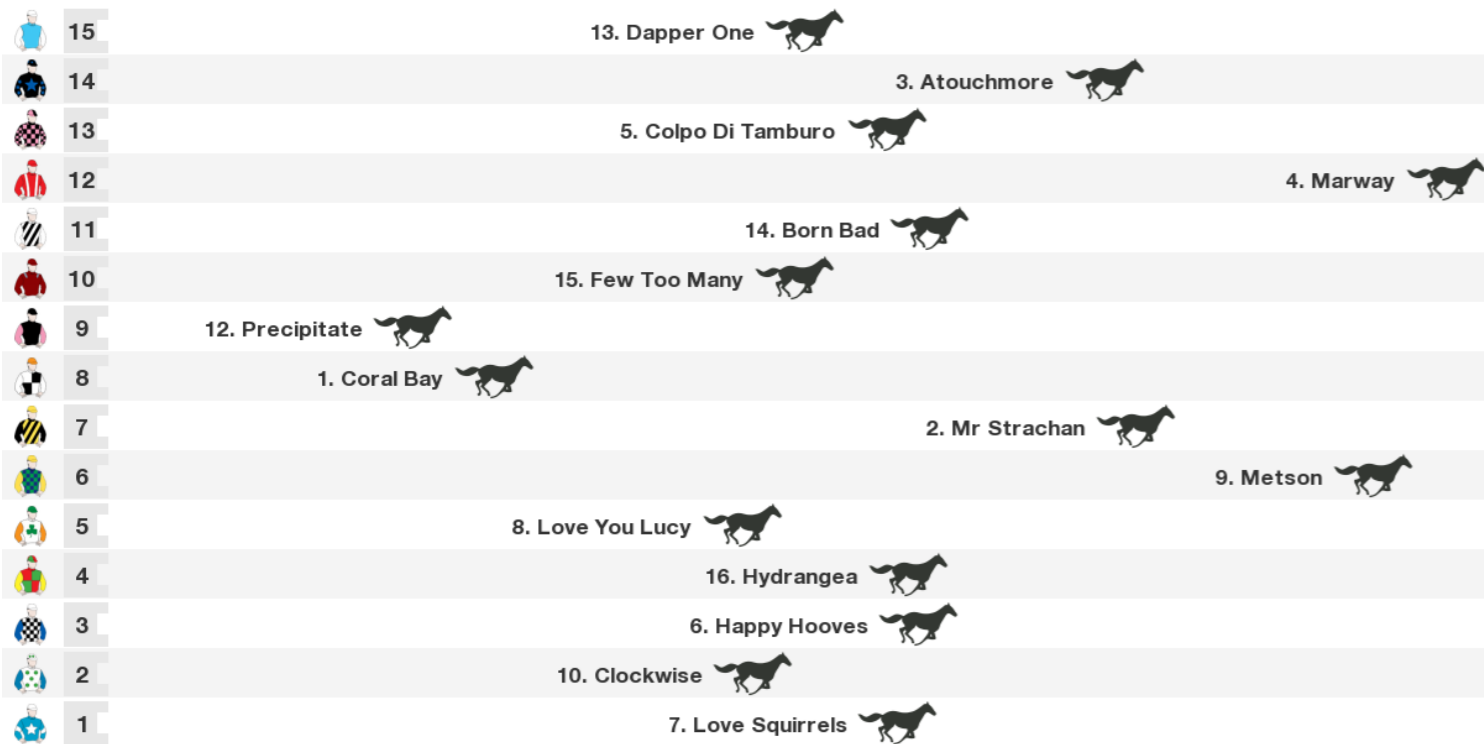 15 13. Dapper One
14 3. Atouchmore
13 5. Colpo Di Tamburo
12 4. Marway
11 14. Born Bad
10 15. Few Too Many
9 12. Precipitate
8 1. Coral Bay
7 2. Mr Strachan
6 9. Metson
5 8. Love You Lucy
4 16. Hydrangea
3 6. Happy Hooves
2 10. Clockwise
1 7. Love Squirrels